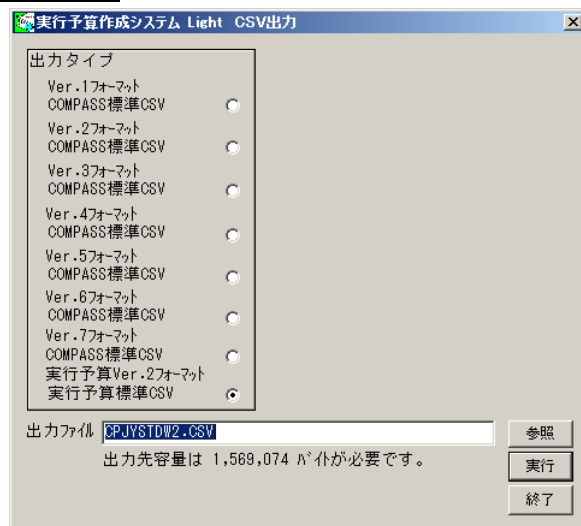 実行予算作成システム Light CSV出力
出力タイプ
Ver.1フォーマット
COMPASS標準CSV
Ver.2フォーマット
COMPASS標準CSV
Ver.3フォーマット
COMPASS標準CSV
Ver.4フォーマット
COMPASS標準CSV
Ver.5フォーマット
COMPASS標準CSV
Ver.6フォーマット
COMPASS標準CSV
Ver.7フォーマット
COMPASS標準CSV
実行予算Ver.2フォーマット
実行予算標準CSV
出力ファイル CPJYSTDW2.CSV
参照
出力先容量は 1,569,074 バイトが必要です。
実行
終了